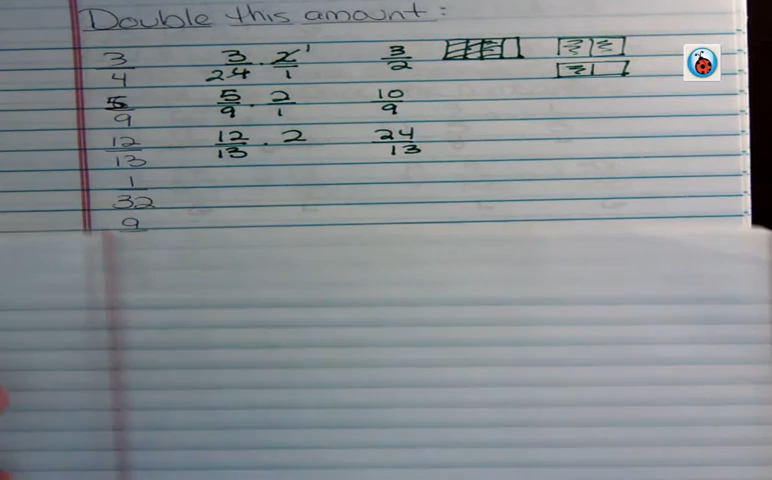 Double this amount:
3/4 3/4 2 · 2/1 1 3/2
5/9 5/9 · 2/1 10/9
12/13 12/13 · 2 24/13
1/32
9